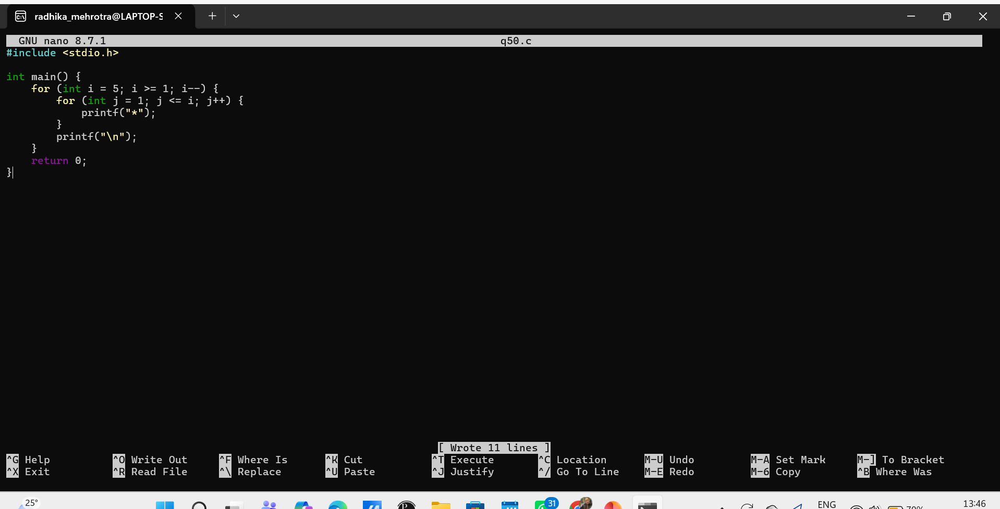 radhika_mehrotra@LAPTOP-S
GNU nano 8.7.1 q50.c
#include <stdio.h>
int main() {
    for (int i = 5; i >= 1; i--) {
        for (int j = 1; j <= i; j++) {
            printf("*");
        }
        printf("\n");
    }
    return 0;
}
[ Wrote 11 lines ]
^G Help ^O Write Out ^F Where Is ^K Cut ^T Execute ^C Location M-U Undo M-A Set Mark M-] To Bracket
^X Exit ^R Read File ^\ Replace ^U Paste ^J Justify ^/ Go To Line M-E Redo M-6 Copy ^B Where Was
25° 31 ENG 70% 13:46